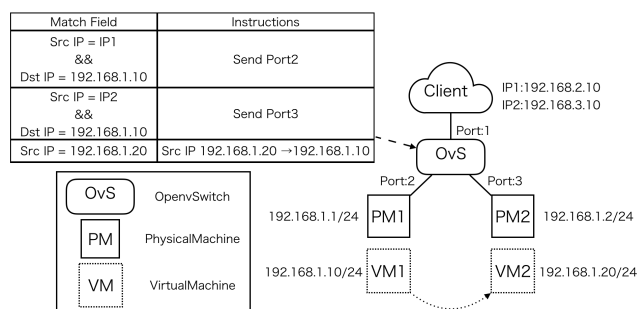 Match Field
Instructions
Src IP = IP1
&&
Dst IP = 192.168.1.10
Send Port2
Src IP = IP2
&&
Dst IP = 192.168.1.10
Send Port3
Src IP = 192.168.1.20
Src IP 192.168.1.20 →192.168.1.10
Client
IP1:192.168.2.10
IP2:192.168.3.10
Port:1
OvS
Port:2
Port:3
192.168.1.1/24
PM1
PM2
192.168.1.2/24
192.168.1.10/24
VM1
VM2
192.168.1.20/24
OvS
OpenvSwitch
PM
PhysicalMachine
VM
VirtualMachine